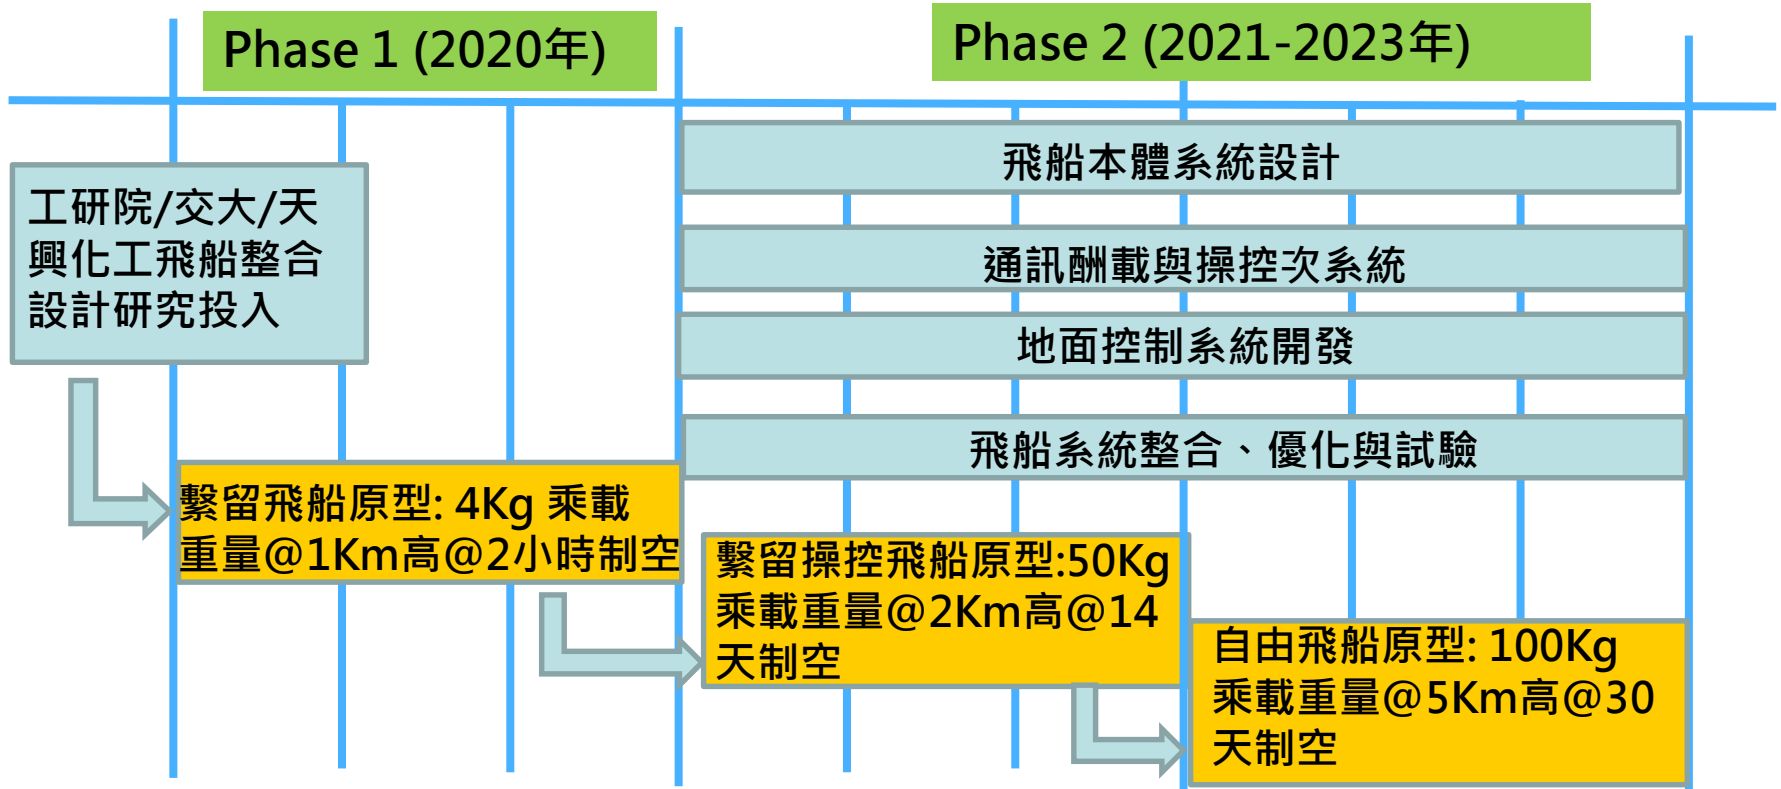 Phase 1 (2020年)
Phase 2 (2021-2023年)
工研院/交大/天
興化工飛船整合
設計研究投入
飛船本體系統設計
通訊酬載與操控次系統
地面控制系統開發
飛船系統整合、優化與試驗
繫留飛船原型: 4Kg 乘載
重量@1Km高@2小時制空
繫留操控飛船原型:50Kg
乘載重量@2Km高@14
天制空
自由飛船原型: 100Kg
乘載重量@5Km高@30
天制空